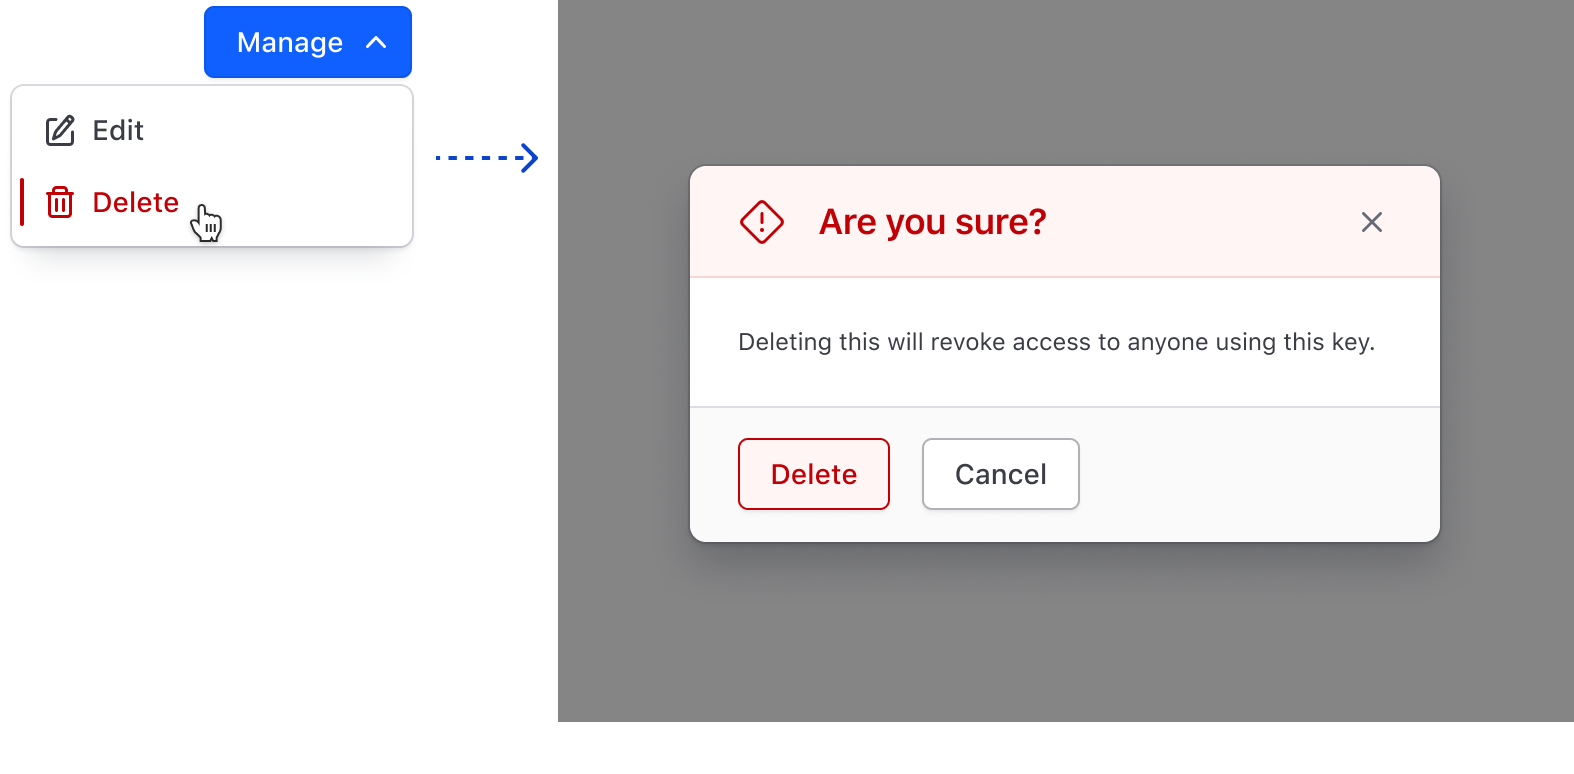 Manage
Edit
Delete
Are you sure?
Deleting this will revoke access to anyone using this key.
Delete
Cancel